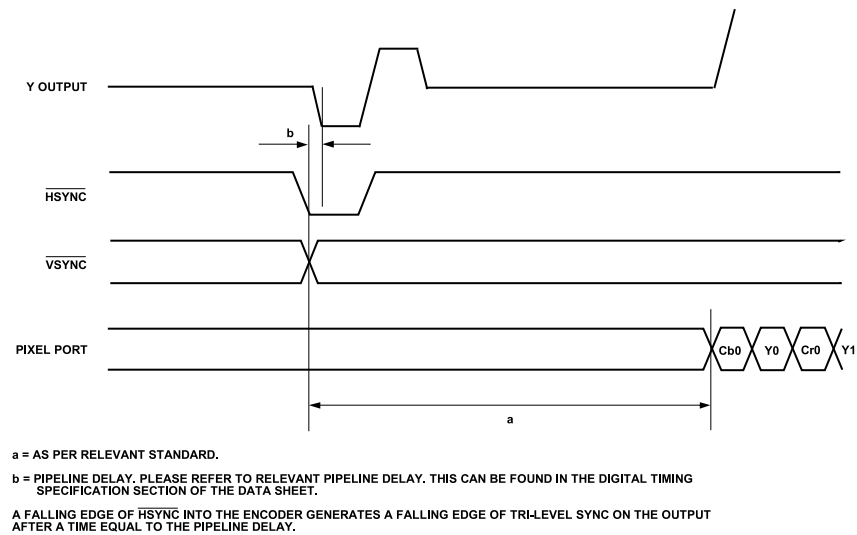 Y OUTPUT
b
HSYNC
VSYNC
PIXEL PORT
Cb0 Y0 Cr0 Y1
a
a = AS PER RELEVANT STANDARD.
b = PIPELINE DELAY. PLEASE REFER TO RELEVANT PIPELINE DELAY. THIS CAN BE FOUND IN THE DIGITAL TIMING
SPECIFICATION SECTION OF THE DATA SHEET.
A FALLING EDGE OF HSYNC INTO THE ENCODER GENERATES A FALLING EDGE OF TRI-LEVEL SYNC ON THE OUTPUT
AFTER A TIME EQUAL TO THE PIPELINE DELAY.